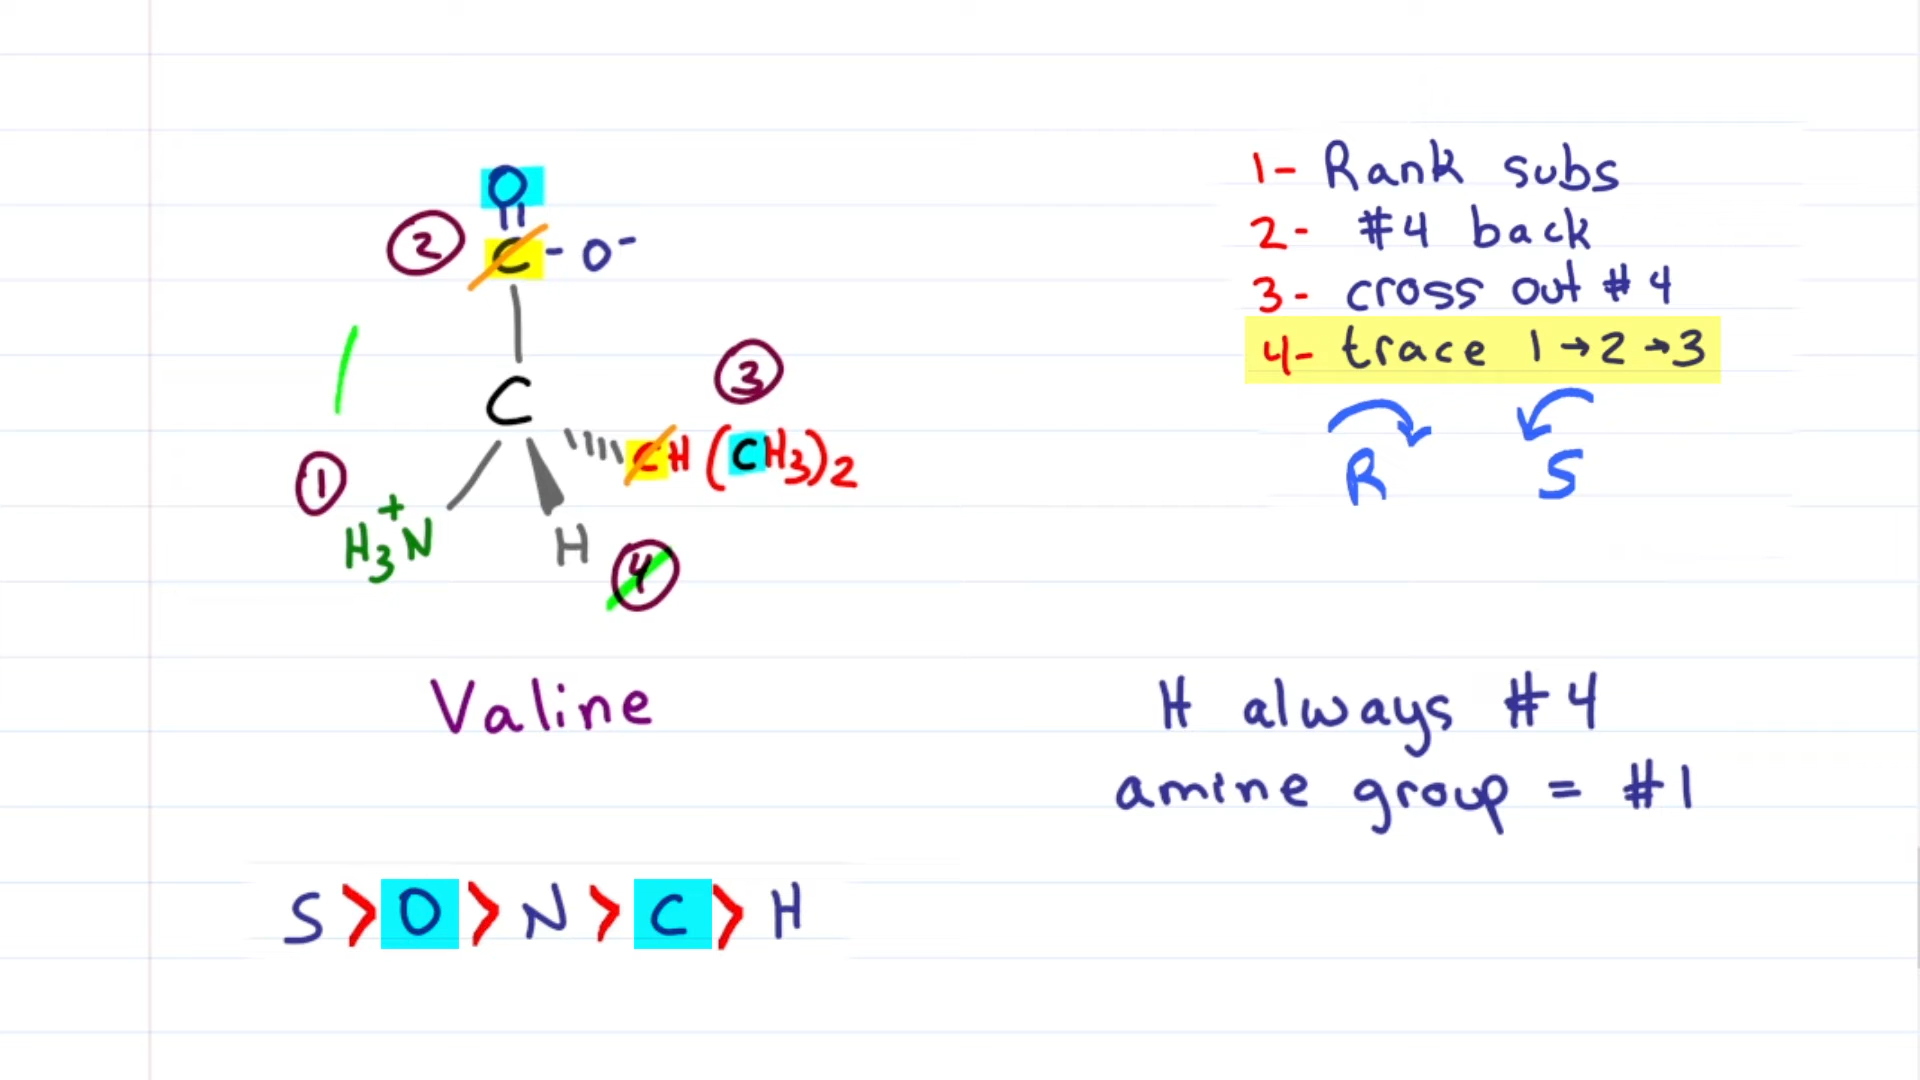 O
② C - O⁻
C
③
CH (CH₃)₂
①
H₃N⁺
H ④
Valine
S > O > N > C > H
1- Rank subs
2- #4 back
3- cross out #4
4- trace 1→2→3
R S
H always #4
amine group = #1